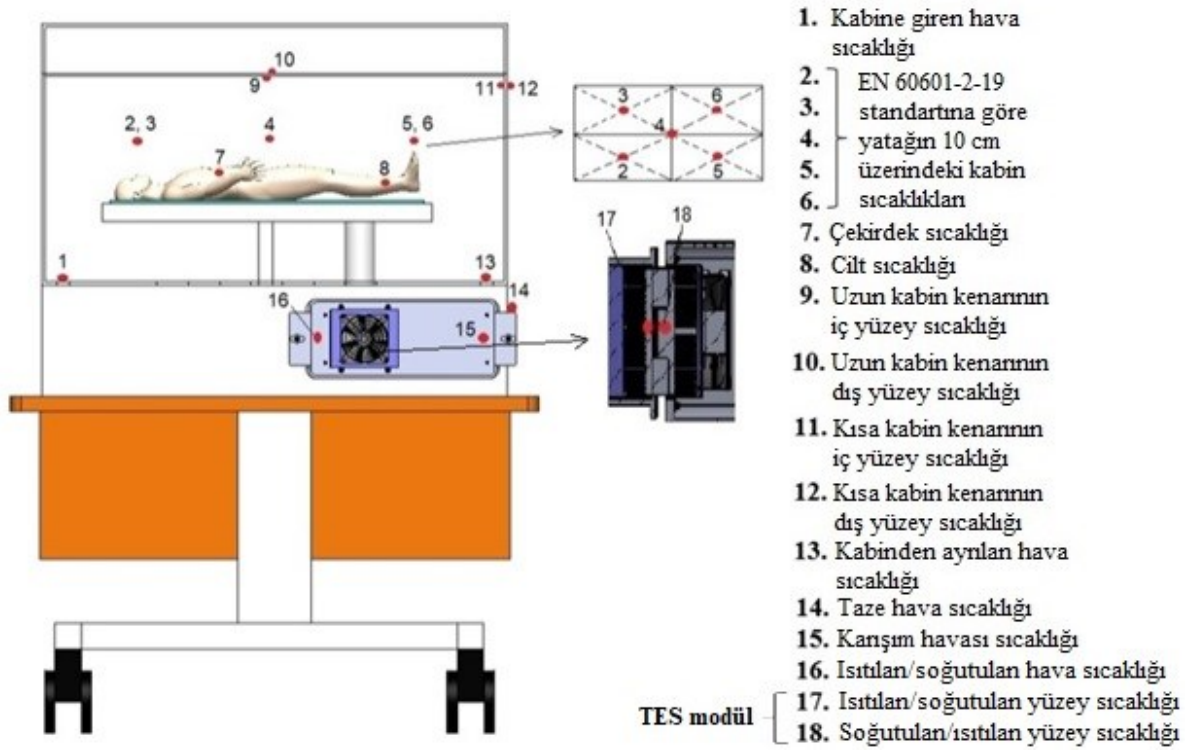 10
9
11
12
2, 3
4
5, 6
7
8
1
13
14
16
15
3
6
4
2
5
17
18
1. Kabine giren hava
sıcaklığı
2. EN 60601-2-19
3. standartına göre
4. yatağın 10 cm
5. üzerindeki kabin
6. sıcaklıkları
7. Çekirdek sıcaklığı
8. Cilt sıcaklığı
9. Uzun kabin kenarının
iç yüzey sıcaklığı
10. Uzun kabin kenarının
dış yüzey sıcaklığı
11. Kısa kabin kenarının
iç yüzey sıcaklığı
12. Kısa kabin kenarının
dış yüzey sıcaklığı
13. Kabinden ayrılan hava
sıcaklığı
14. Taze hava sıcaklığı
15. Karışım havası sıcaklığı
16. Isıtılan/soğutulan hava sıcaklığı
TES modül
17. Isıtılan/soğutulan yüzey sıcaklığı
18. Soğutulan/ısıtılan yüzey sıcaklığı